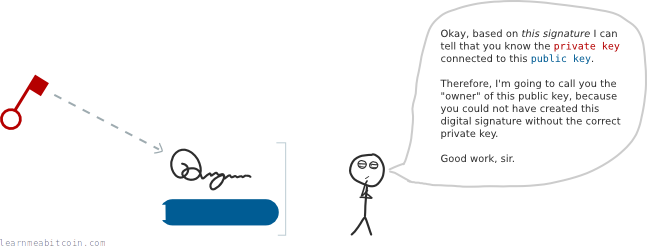 Okay, based on this signature I can
tell that you know the private key
connected to this public key.
Therefore, I'm going to call you the
"owner" of this public key, because
you could not have created this
digital signature without the correct
private key.
Good work, sir.
learnmeabitcoin.com